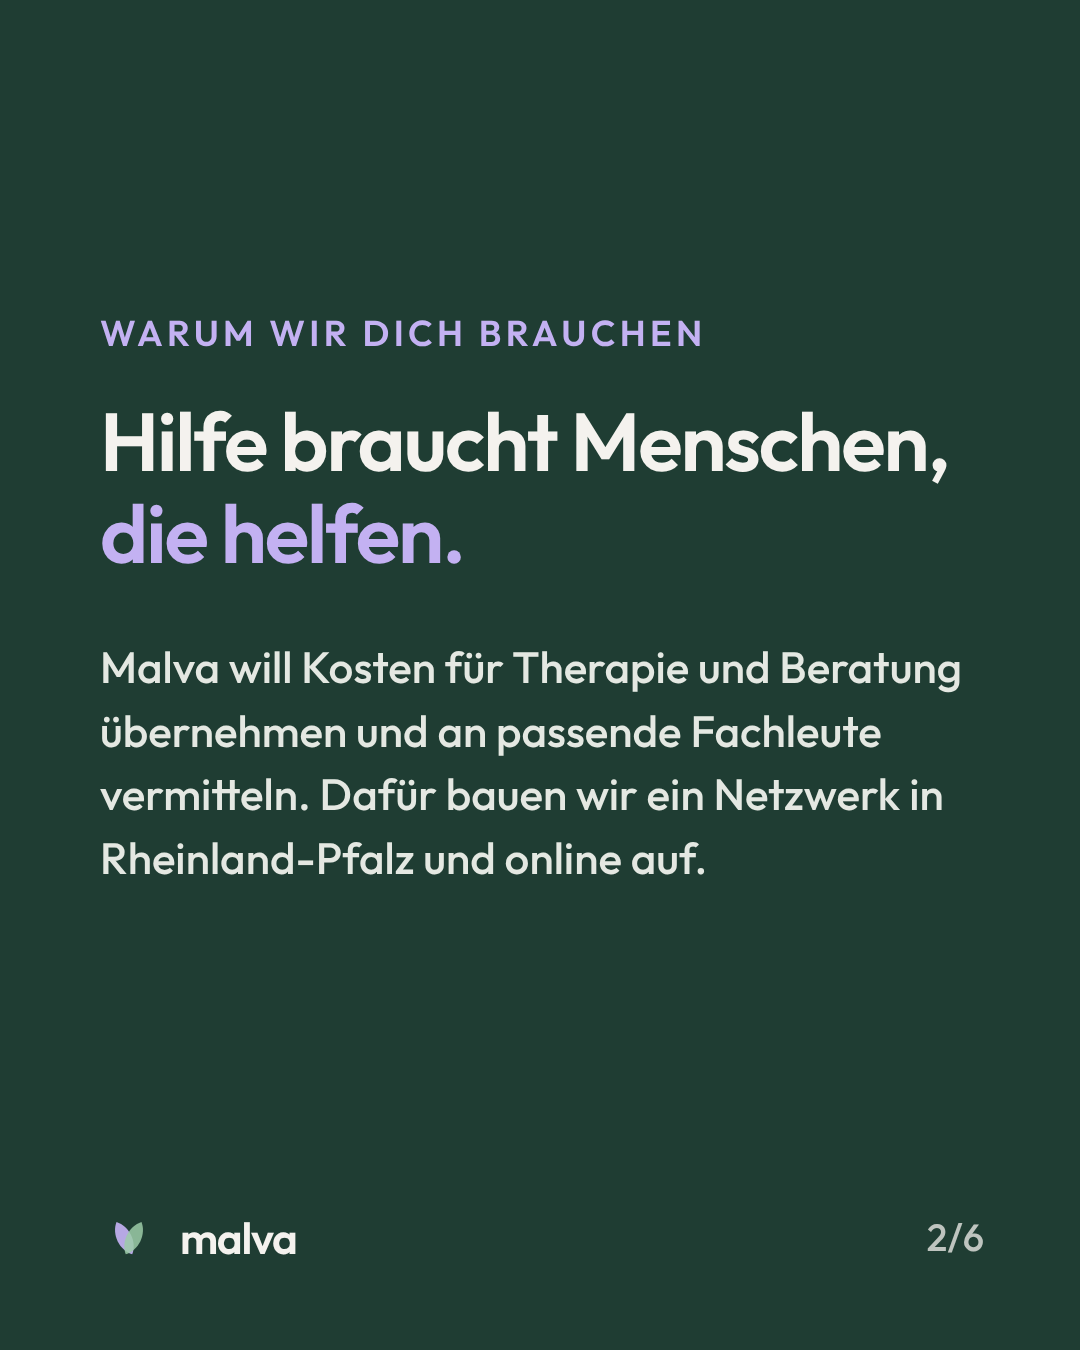 WARUM WIR DICH BRAUCHEN
Hilfe braucht Menschen,
die helfen.
Malva will Kosten für Therapie und Beratung
übernehmen und an passende Fachleute
vermitteln. Dafür bauen wir ein Netzwerk in
Rheinland-Pfalz und online auf.
malva
2/6